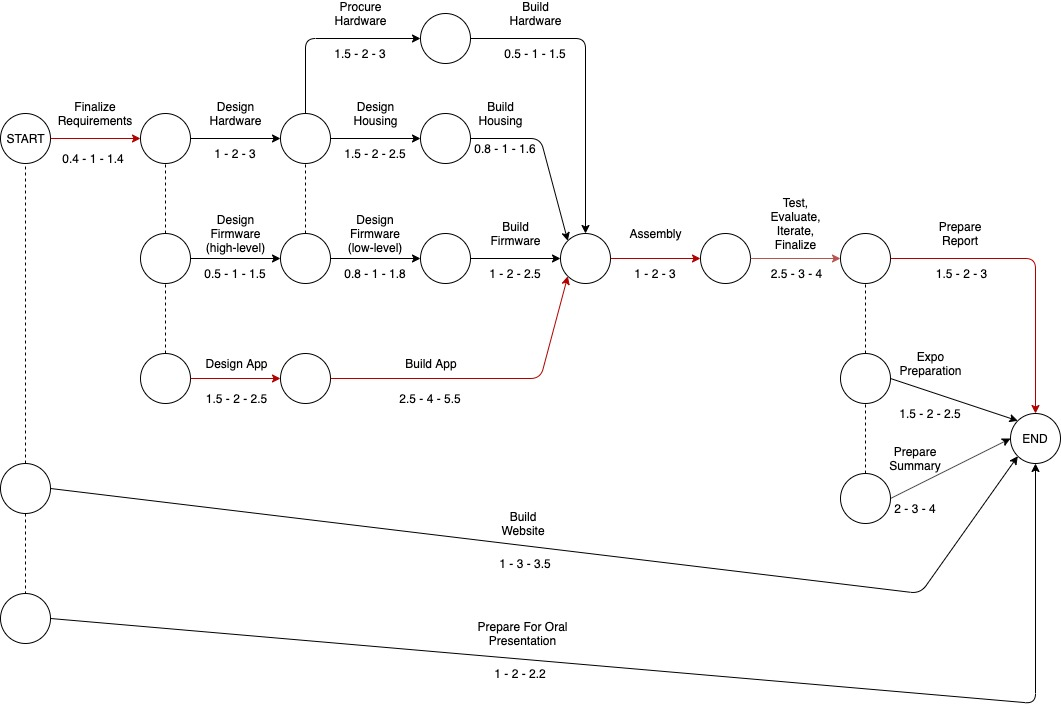 Procure
Hardware
1.5 - 2 - 3
Build
Hardware
0.5 - 1 - 1.5
START
Finalize
Requirements
0.4 - 1 - 1.4
Design
Hardware
1 - 2 - 3
Design
Housing
1.5 - 2 - 2.5
Build
Housing
0.8 - 1 - 1.6
Design
Firmware
(high-level)
0.5 - 1 - 1.5
Design
Firmware
(low-level)
0.8 - 1 - 1.8
Build
Firmware
1 - 2 - 2.5
Assembly
1 - 2 - 3
Test,
Evaluate,
Iterate,
Finalize
2.5 - 3 - 4
Prepare
Report
1.5 - 2 - 3
Design App
1.5 - 2 - 2.5
Build App
2.5 - 4 - 5.5
Expo
Preparation
1.5 - 2 - 2.5
END
Prepare
Summary
2 - 3 - 4
Build
Website
1 - 3 - 3.5
Prepare For Oral
Presentation
1 - 2 - 2.2